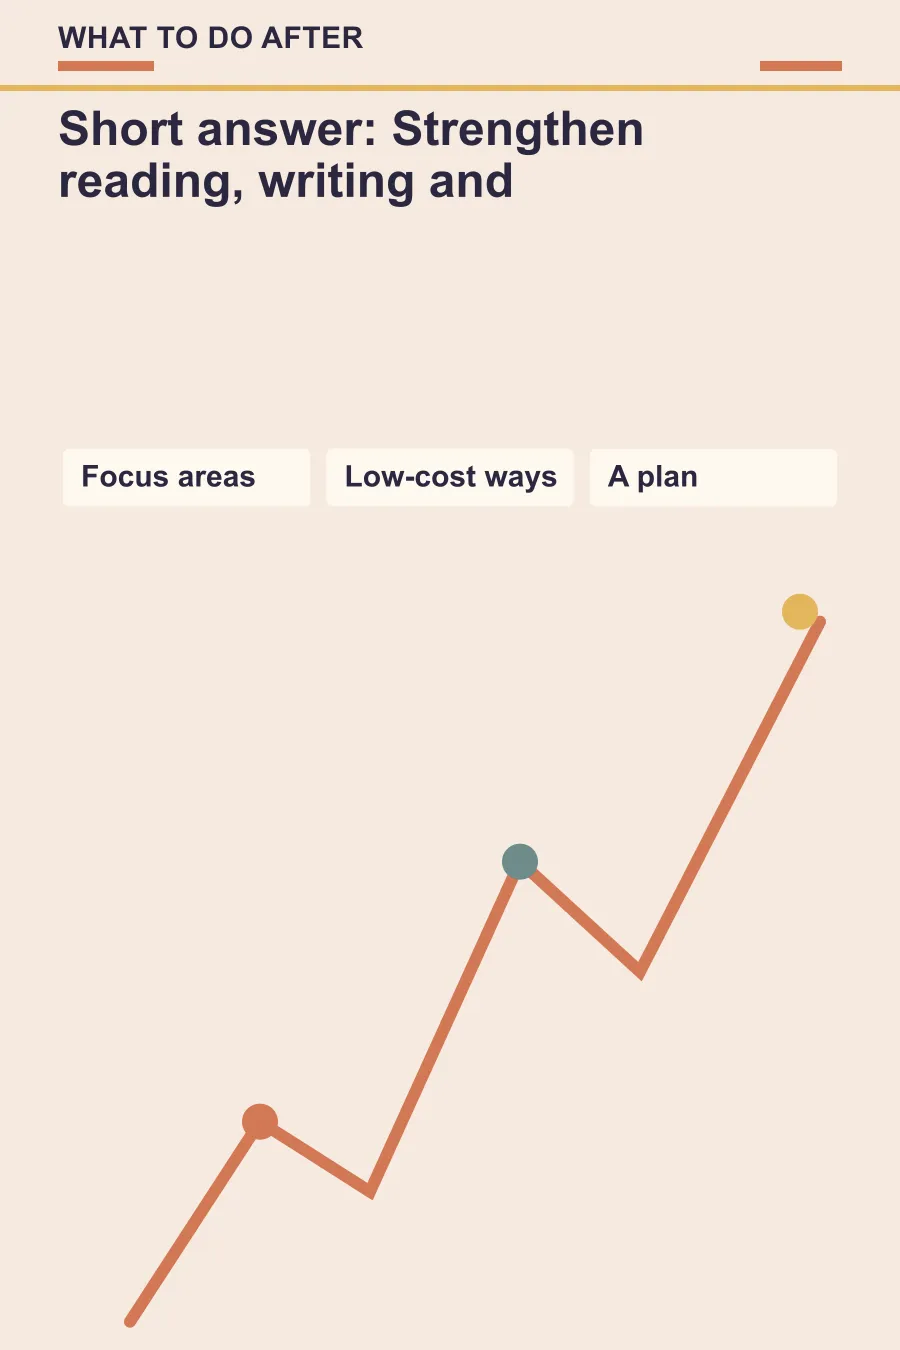 WHAT TO DO AFTER
Short answer: Strengthen
reading, writing and
Focus areas
Low-cost ways
A plan